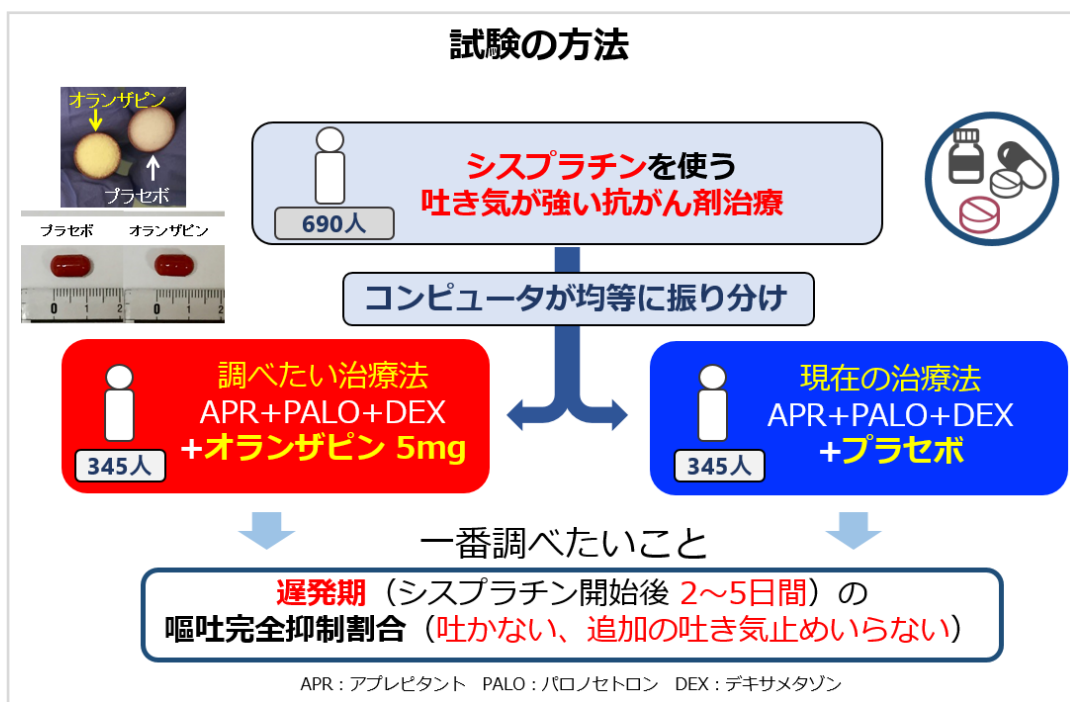 試験の方法
オランザピン
プラセボ
プラセボ オランザピン
0 1 2
0 1 2
シスプラチンを使う
吐き気が強い抗がん剤治療
690人
コンピュータが均等に振り分け
調べたい治療法
APR+PALO+DEX
+オランザピン 5mg
345人
現在の治療法
APR+PALO+DEX
+プラセボ
345人
一番調べたいこと
遅発期（シスプラチン開始後 2～5日間）の
嘔吐完全抑制割合（吐かない、追加の吐き気止めいらない）
APR：アプレピタント PALO：パロノセトロン DEX：デキサメタゾン